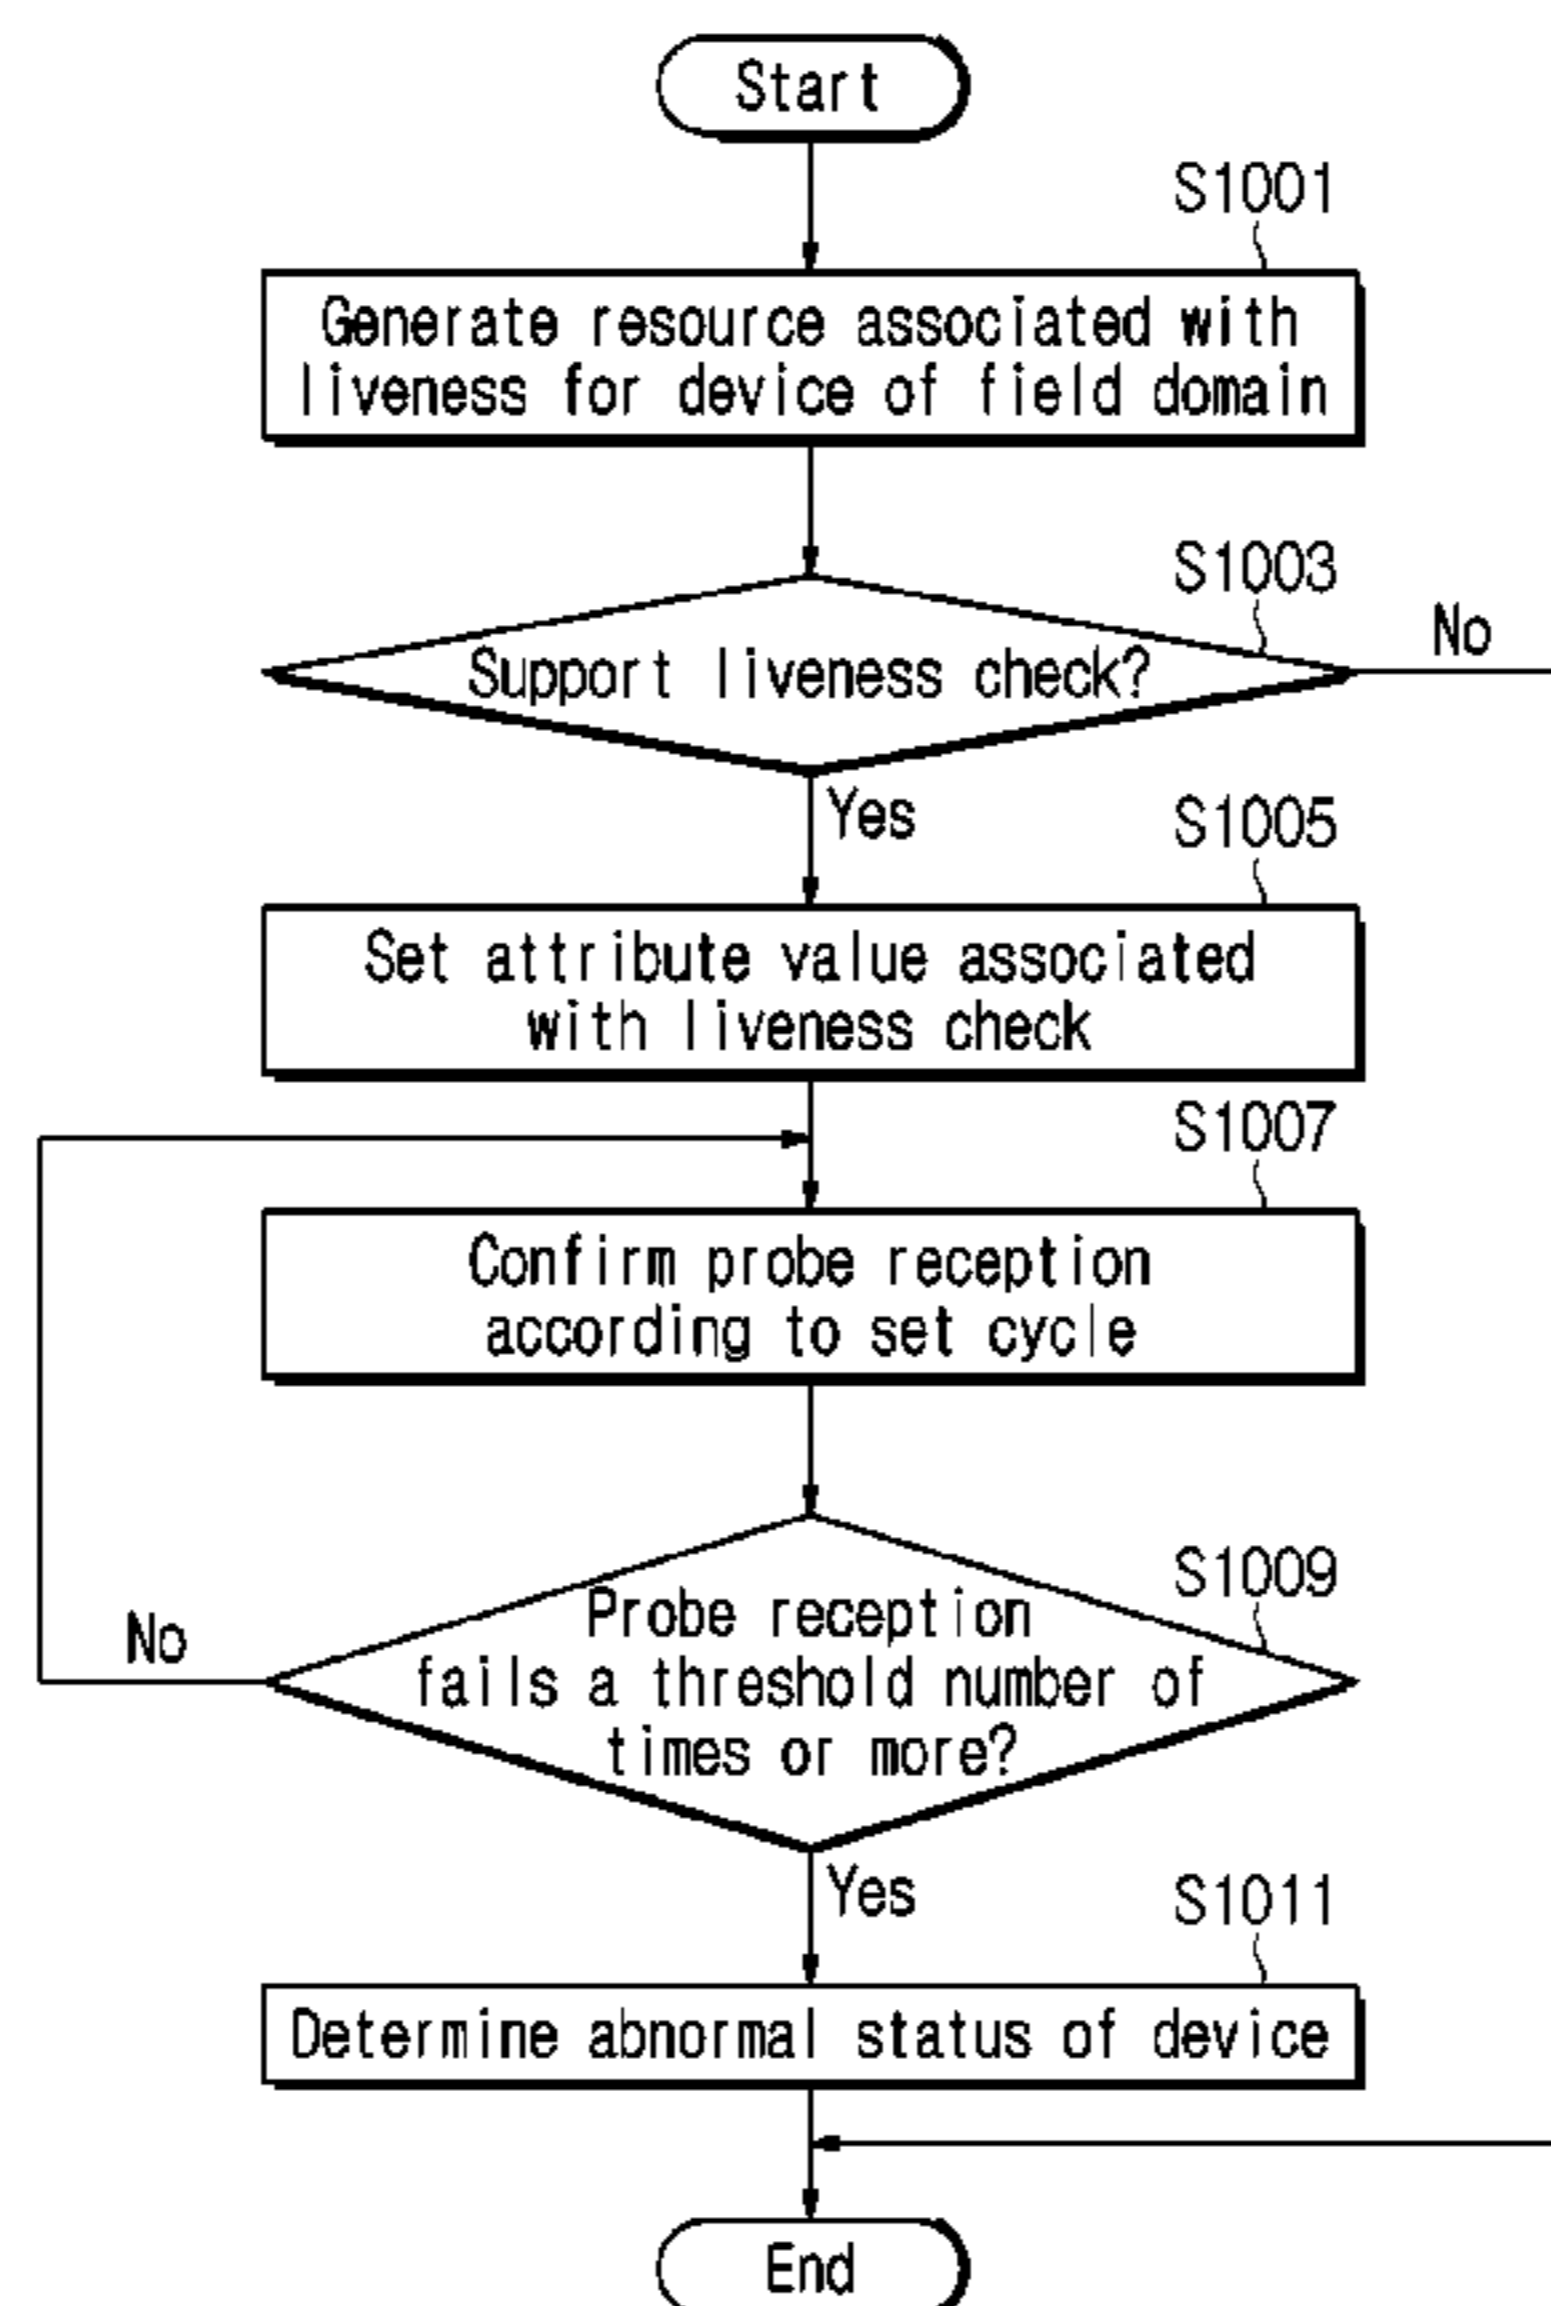 Start
S1001
Generate resource associated with
liveness for device of field domain
S1003
No
Support liveness check?
Yes
S1005
Set attribute value associated
with liveness check
S1007
Confirm probe reception
according to set cycle
S1009
Probe reception
No
fails a threshold number of
times or more?
Yes
S1011
Determine abnormal status of device
End